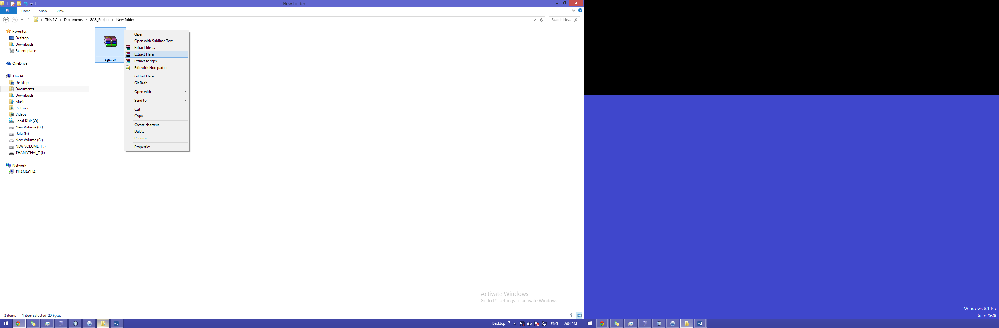 New folder
File Home Share View
This PC Documents GAB_Project New folder
Search Ne...
Favorites
Desktop
Downloads
Recent places
OneDrive
This PC
Desktop
Documents
Downloads
Music
Pictures
Videos
Local Disk (C:)
New Volume (D:)
Data (E:)
New Volume (G:)
NEW VOLUME (H:)
THANATHAI_T (I:)
Network
THANACHAI
sgc.rar
Open
Open with Sublime Text
Extract files...
Extract Here
Extract to sgc\
Edit with Notepad++
Git Init Here
Git Bash
Open with
Send to
Cut
Copy
Create shortcut
Delete
Rename
Properties
Activate Windows
Go to PC settings to activate Windows.
2 items 1 item selected 20 bytes
Desktop ENG 2:04 PM
Windows 8.1 Pro
Build 9600